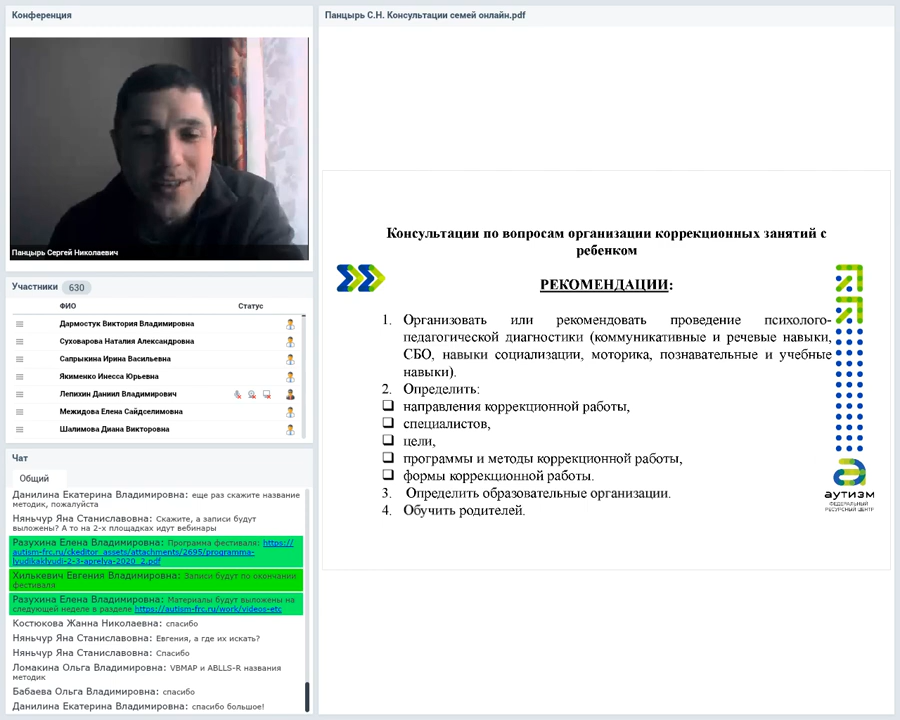 Конференция
Панцырь Сергей Николаевич
Участники 630
ФИО Статус
Дармостук Виктория Владимировна
Суховарова Наталия Александровна
Сапрыкина Ирина Васильевна
Якименко Инесса Юрьевна
Лепихин Даниил Владимирович
Межидова Елена Сайдселимовна
Шалимова Диана Викторовна
Чат
Общий
Данилина Екатерина Владимировна: еще раз скажите название
методик, пожалуйста
Няньчур Яна Станиславовна: Скажите, а записи будут
выложены? А то на 2-х площадках идут вебинары
Разухина Елена Владимировна: Программа фестиваля: https://
autism-frc.ru/ckeditor_assets/attachments/2695/programma-
lyudikaklyudi-2-3-aprelya-2020_2.pdf
Хилькевич Евгения Владимировна: Записи будут по окончании
фестиваля
Разухина Елена Владимировна: Материалы будут выложены на
следующей неделе в разделе https://autism-frc.ru/work/videos-etc
Костюкова Жанна Николаевна: спасибо
Няньчур Яна Станиславовна: Евгения, а где их искать?
Няньчур Яна Станиславовна: Спасибо
Ломакина Ольга Владимировна: VBMAP и ABLLS-R названия
методик
Бабаева Ольга Владимировна: спасибо
Данилина Екатерина Владимировна: спасибо большое!
Панцырь С.Н. Консультации семей онлайн.pdf
Консультации по вопросам организации коррекционных занятий с
ребенком
РЕКОМЕНДАЦИИ:
1. Организовать или рекомендовать проведение психолого-
педагогической диагностики (коммуникативные и речевые навыки,
СБО, навыки социализации, моторика, познавательные и учебные
навыки).
2. Определить:
❑ направления коррекционной работы,
❑ специалистов,
❑ цели,
❑ программы и методы коррекционной работы,
❑ формы коррекционной работы.
3. Определить образовательные организации.
4. Обучить родителей.
аутизм
ФЕДЕРАЛЬНЫЙ
РЕСУРСНЫЙ ЦЕНТР